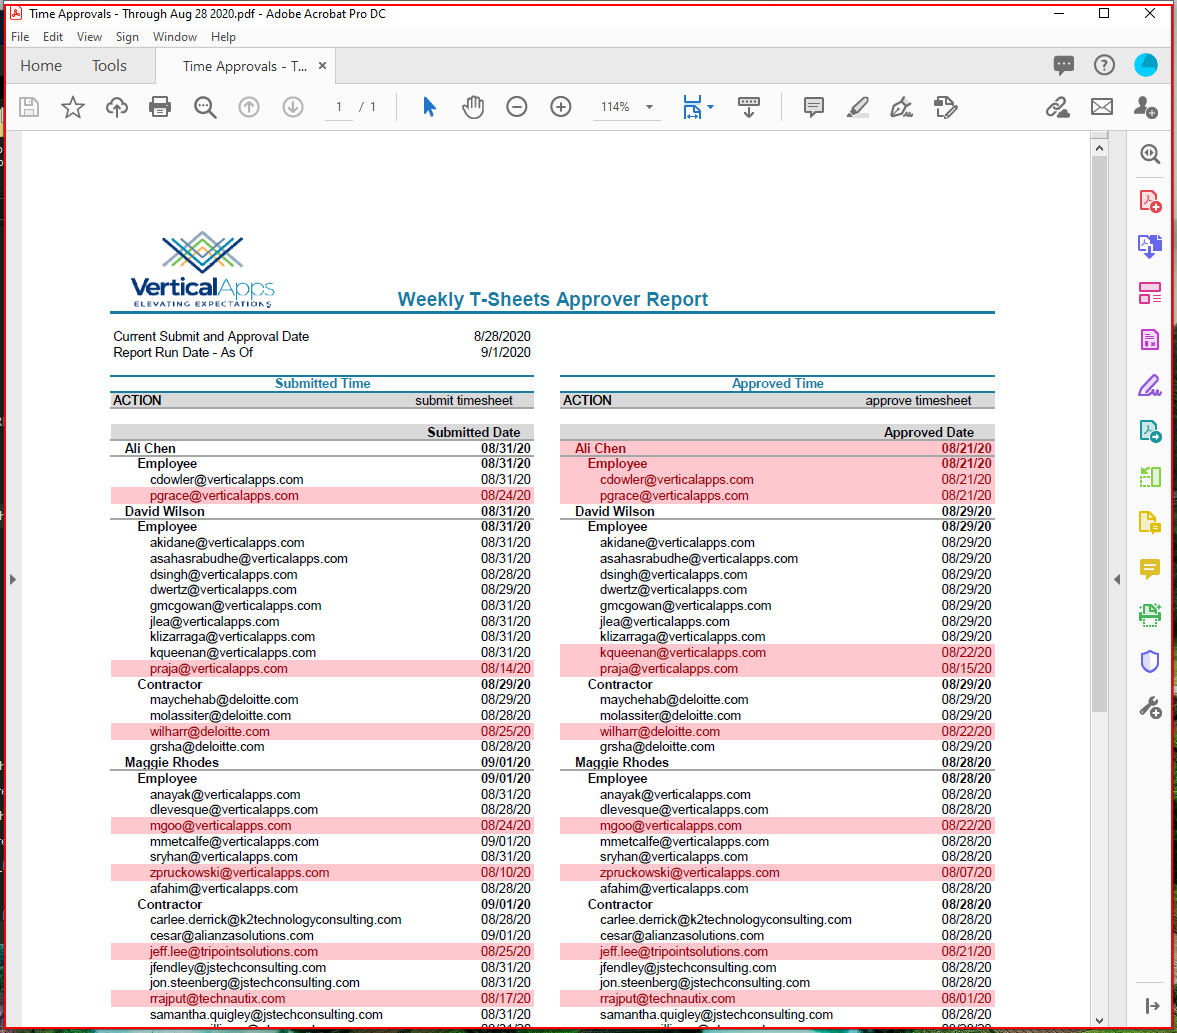 Time Approvals - Through Aug 28 2020.pdf - Adobe Acrobat Pro DC
File Edit View Sign Window Help
Home Tools Time Approvals - T... ×
1 / 1 114%
VerticalApps
ELEVATING EXPECTATIONS
Weekly T-Sheets Approver Report
Current Submit and Approval Date 8/28/2020
Report Run Date - As Of 9/1/2020
Submitted Time Approved Time
ACTION submit timesheet ACTION approve timesheet
Submitted Date Approved Date
Ali Chen 08/31/20 Ali Chen 08/21/20
Employee 08/31/20 Employee 08/21/20
cdowler@verticalapps.com 08/31/20 cdowler@verticalapps.com 08/21/20
pgrace@verticalapps.com 08/24/20 pgrace@verticalapps.com 08/21/20
David Wilson 08/31/20 David Wilson 08/29/20
Employee 08/31/20 Employee 08/29/20
akidane@verticalapps.com 08/31/20 akidane@verticalapps.com 08/29/20
asahasrabudhe@verticalapps.com 08/31/20 asahasrabudhe@verticalapps.com 08/29/20
dsingh@verticalapps.com 08/28/20 dsingh@verticalapps.com 08/29/20
dwertz@verticalapps.com 08/29/20 dwertz@verticalapps.com 08/29/20
gmcgowan@verticalapps.com 08/31/20 gmcgowan@verticalapps.com 08/29/20
jlea@verticalapps.com 08/31/20 jlea@verticalapps.com 08/29/20
klizarraga@verticalapps.com 08/31/20 klizarraga@verticalapps.com 08/29/20
kqueenan@verticalapps.com 08/31/20 kqueenan@verticalapps.com 08/22/20
praja@verticalapps.com 08/14/20 praja@verticalapps.com 08/15/20
Contractor 08/29/20 Contractor 08/29/20
maychehab@deloitte.com 08/29/20 maychehab@deloitte.com 08/29/20
molassiter@deloitte.com 08/28/20 molassiter@deloitte.com 08/29/20
wilharr@deloitte.com 08/25/20 wilharr@deloitte.com 08/22/20
grsha@deloitte.com 08/28/20 grsha@deloitte.com 08/29/20
Maggie Rhodes 09/01/20 Maggie Rhodes 08/28/20
Employee 09/01/20 Employee 08/28/20
anayak@verticalapps.com 08/31/20 anayak@verticalapps.com 08/28/20
dlevesque@verticalapps.com 08/28/20 dlevesque@verticalapps.com 08/28/20
mgoo@verticalapps.com 08/24/20 mgoo@verticalapps.com 08/22/20
mmetcalfe@verticalapps.com 09/01/20 mmetcalfe@verticalapps.com 08/28/20
sryhan@verticalapps.com 08/31/20 sryhan@verticalapps.com 08/28/20
zpruckowski@verticalapps.com 08/10/20 zpruckowski@verticalapps.com 08/07/20
afahim@verticalapps.com 08/28/20 afahim@verticalapps.com 08/28/20
Contractor 09/01/20 Contractor 08/28/20
carlee.derrick@k2technologyconsulting.com 08/28/20 carlee.derrick@k2technologyconsulting.com 08/28/20
cesar@alianzasolutions.com 09/01/20 cesar@alianzasolutions.com 08/28/20
jeff.lee@tripointsolutions.com 08/25/20 jeff.lee@tripointsolutions.com 08/21/20
jfendley@jstechconsulting.com 08/31/20 jfendley@jstechconsulting.com 08/28/20
jon.steenberg@jstechconsulting.com 08/31/20 jon.steenberg@jstechconsulting.com 08/28/20
rrajput@technautix.com 08/17/20 rrajput@technautix.com 08/01/20
samantha.quigley@jstechconsulting.com 08/31/20 samantha.quigley@jstechconsulting.com 08/28/20